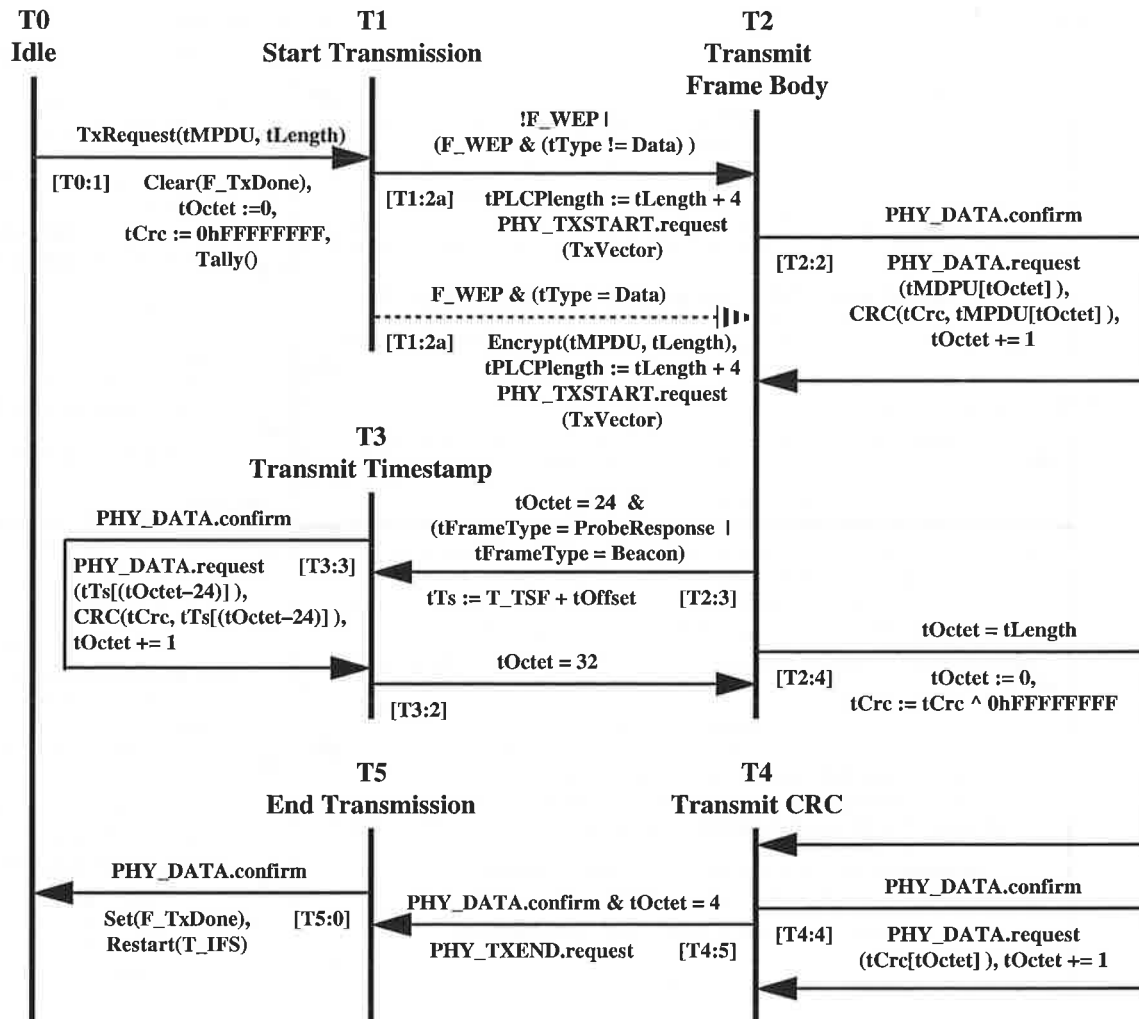 T0
Idle
T1
Start Transmission
T2
Transmit
Frame Body
TxRequest(tMPDU, tLength)
[T0:1] Clear(F_TxDone),
tOctet :=0,
tCrc := 0hFFFFFFFF,
Tally()
!F_WEP |
(F_WEP & (tType != Data) )
[T1:2a] tPLCPlength := tLength + 4
PHY_TXSTART.request
(TxVector)
F_WEP & (tType = Data)
[T1:2a] Encrypt(tMPDU, tLength),
tPLCPlength := tLength + 4
PHY_TXSTART.request
(TxVector)
PHY_DATA.confirm
[T2:2] PHY_DATA.request
(tMDPU[tOctet] ),
CRC(tCrc, tMPDU[tOctet] ),
tOctet += 1
T3
Transmit Timestamp
PHY_DATA.confirm
PHY_DATA.request [T3:3]
(tTs[(tOctet–24)] ),
CRC(tCrc, tTs[(tOctet–24)] ),
tOctet += 1
tOctet = 24 &
(tFrameType = ProbeResponse |
tFrameType = Beacon)
tTs := T_TSF + tOffset [T2:3]
tOctet = 32
[T3:2]
tOctet = tLength
[T2:4] tOctet := 0,
tCrc := tCrc ^ 0hFFFFFFFF
T5
End Transmission
T4
Transmit CRC
PHY_DATA.confirm
Set(F_TxDone), [T5:0]
Restart(T_IFS)
PHY_DATA.confirm & tOctet = 4
PHY_TXEND.request [T4:5]
PHY_DATA.confirm
[T4:4] PHY_DATA.request
(tCrc[tOctet] ), tOctet += 1